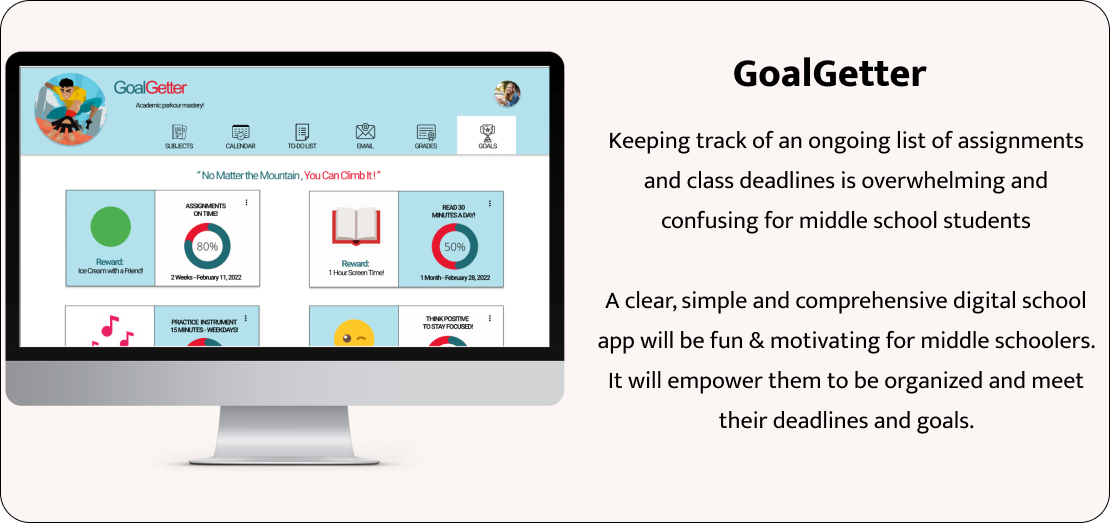 GoalGetter
Academic parkour mastery!
SUBJECTS
CALENDAR
TO-DO LIST
EMAIL
GRADES
GOALS
“ No Matter the Mountain , You Can Climb It ! ”
ASSIGNMENTS
ON TIME!
80%
Reward:
Ice Cream with a Friend!
2 Weeks - February 11, 2022
READ 30
MINUTES A DAY!
50%
Reward:
1 Hour Screen Time!
1 Month - February 28, 2022
PRACTICE INSTRUMENT
15 MINUTES - WEEKDAYS!
THINK POSITIVE
TO STAY FOCUSED!
GoalGetter
Keeping track of an ongoing list of assignments
and class deadlines is overwhelming and
confusing for middle school students
A clear, simple and comprehensive digital school
app will be fun & motivating for middle schoolers.
It will empower them to be organized and meet
their deadlines and goals.